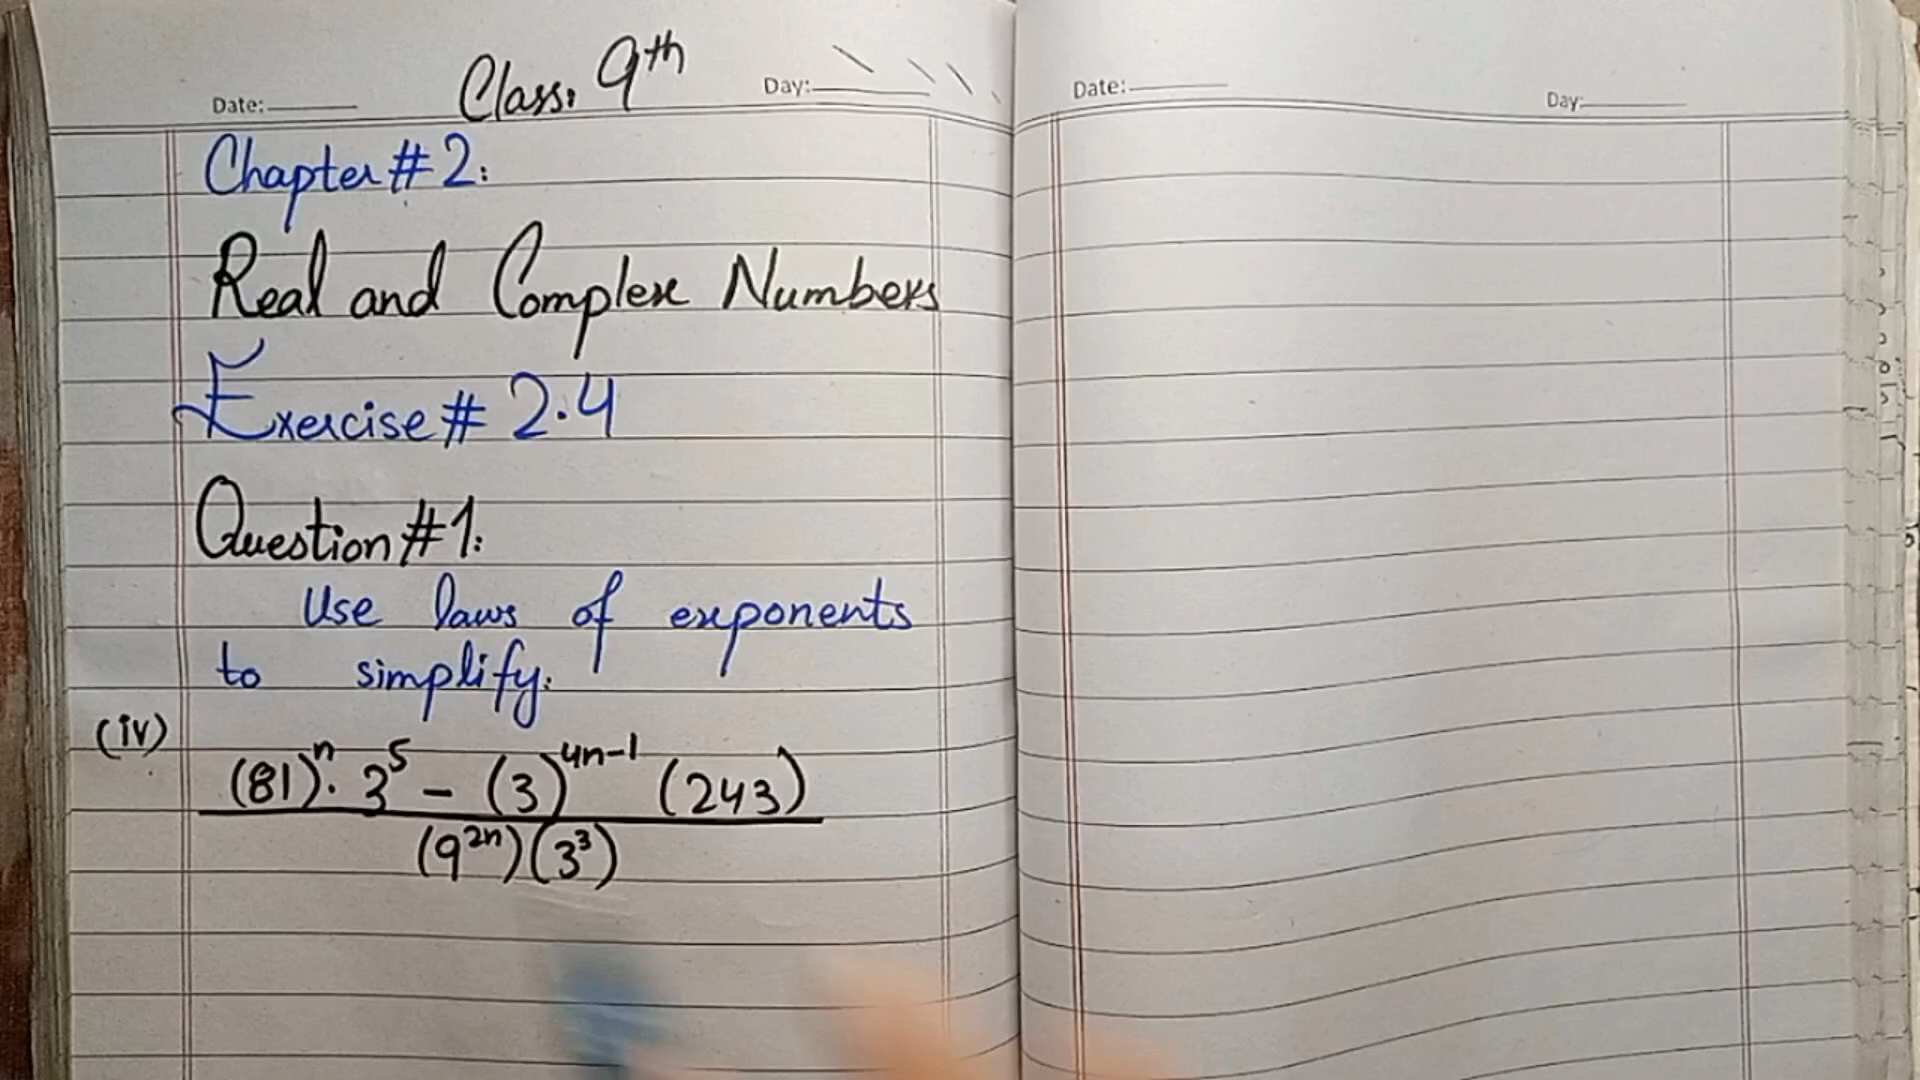 Date: Class: 9th Day:
Chapter # 2:
Real and Complex Numbers
Exercise # 2.4
Question #1:
Use laws of exponents
to simplify:
(iv)
(81)^n · 3^5 - (3)^{4n-1} (243)
(9^{2n})(3^3)
Date: Day: